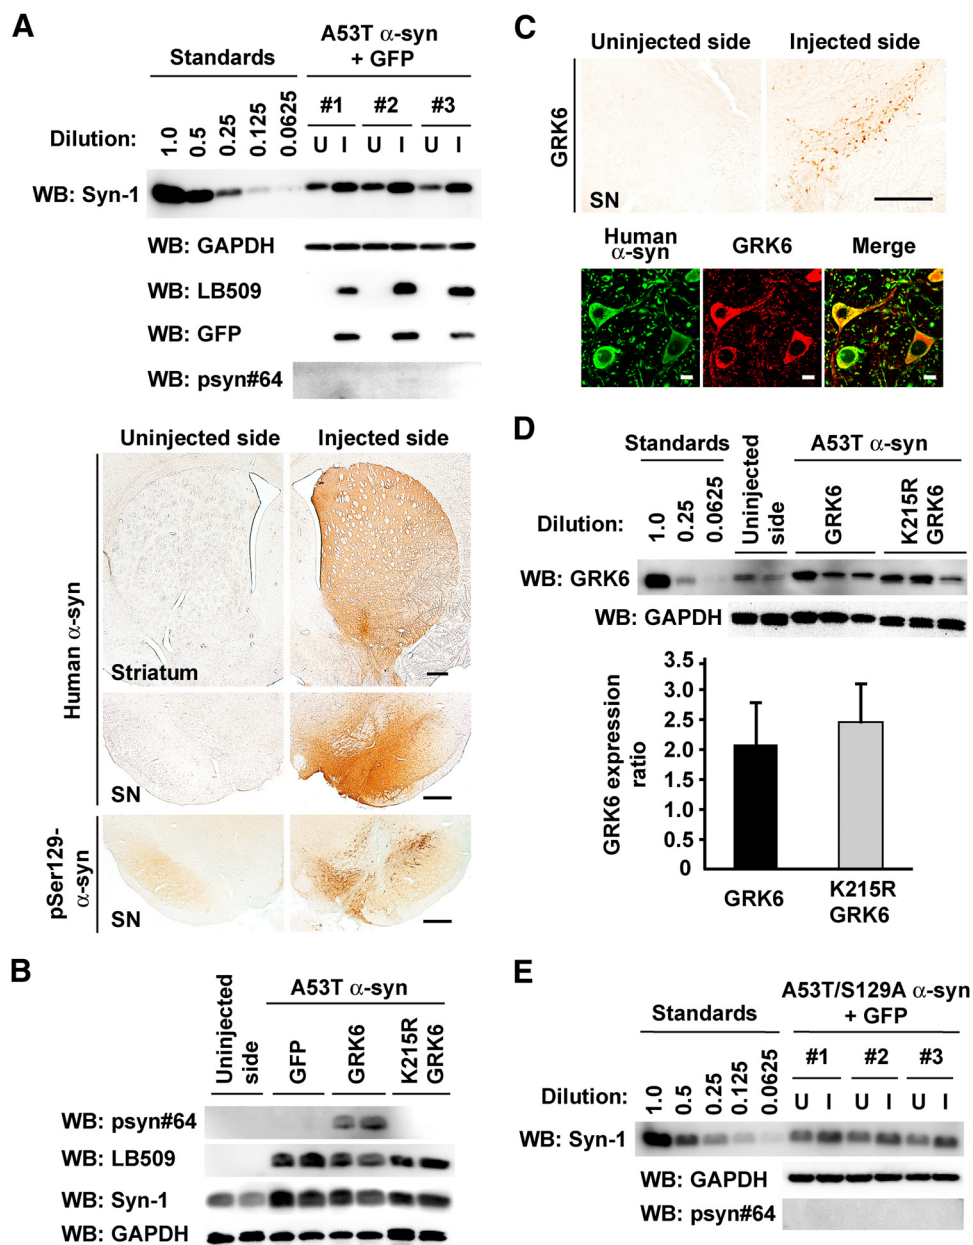 A
Standards
A53T α-syn
+ GFP
#1 #2 #3
Dilution: 1.0 0.5 0.25 0.125 0.0625 U I U I U I
WB: Syn-1
WB: GAPDH
WB: LB509
WB: GFP
WB: psyn#64
Uninjected side Injected side
Human α-syn
Striatum
SN
pSer129-
α-syn
SN
B
Uninjected
side
A53T α-syn
GFP
GRK6
K215R
GRK6
WB: psyn#64
WB: LB509
WB: Syn-1
WB: GAPDH
C
Uninjected side Injected side
GRK6
SN
Human
α-syn
GRK6
Merge
D
Standards
A53T α-syn
Dilution: 1.0 0.25 0.0625
Uninjected
side
GRK6
K215R
GRK6
WB: GRK6
WB: GAPDH
GRK6 expression
ratio
3.5
3.0
2.5
2.0
1.5
1.0
0.5
0
GRK6
K215R
GRK6
E
Standards
A53T/S129A α-syn
+ GFP
#1 #2 #3
Dilution: 1.0 0.5 0.25 0.125 0.0625 U I U I U I
WB: Syn-1
WB: GAPDH
WB: psyn#64